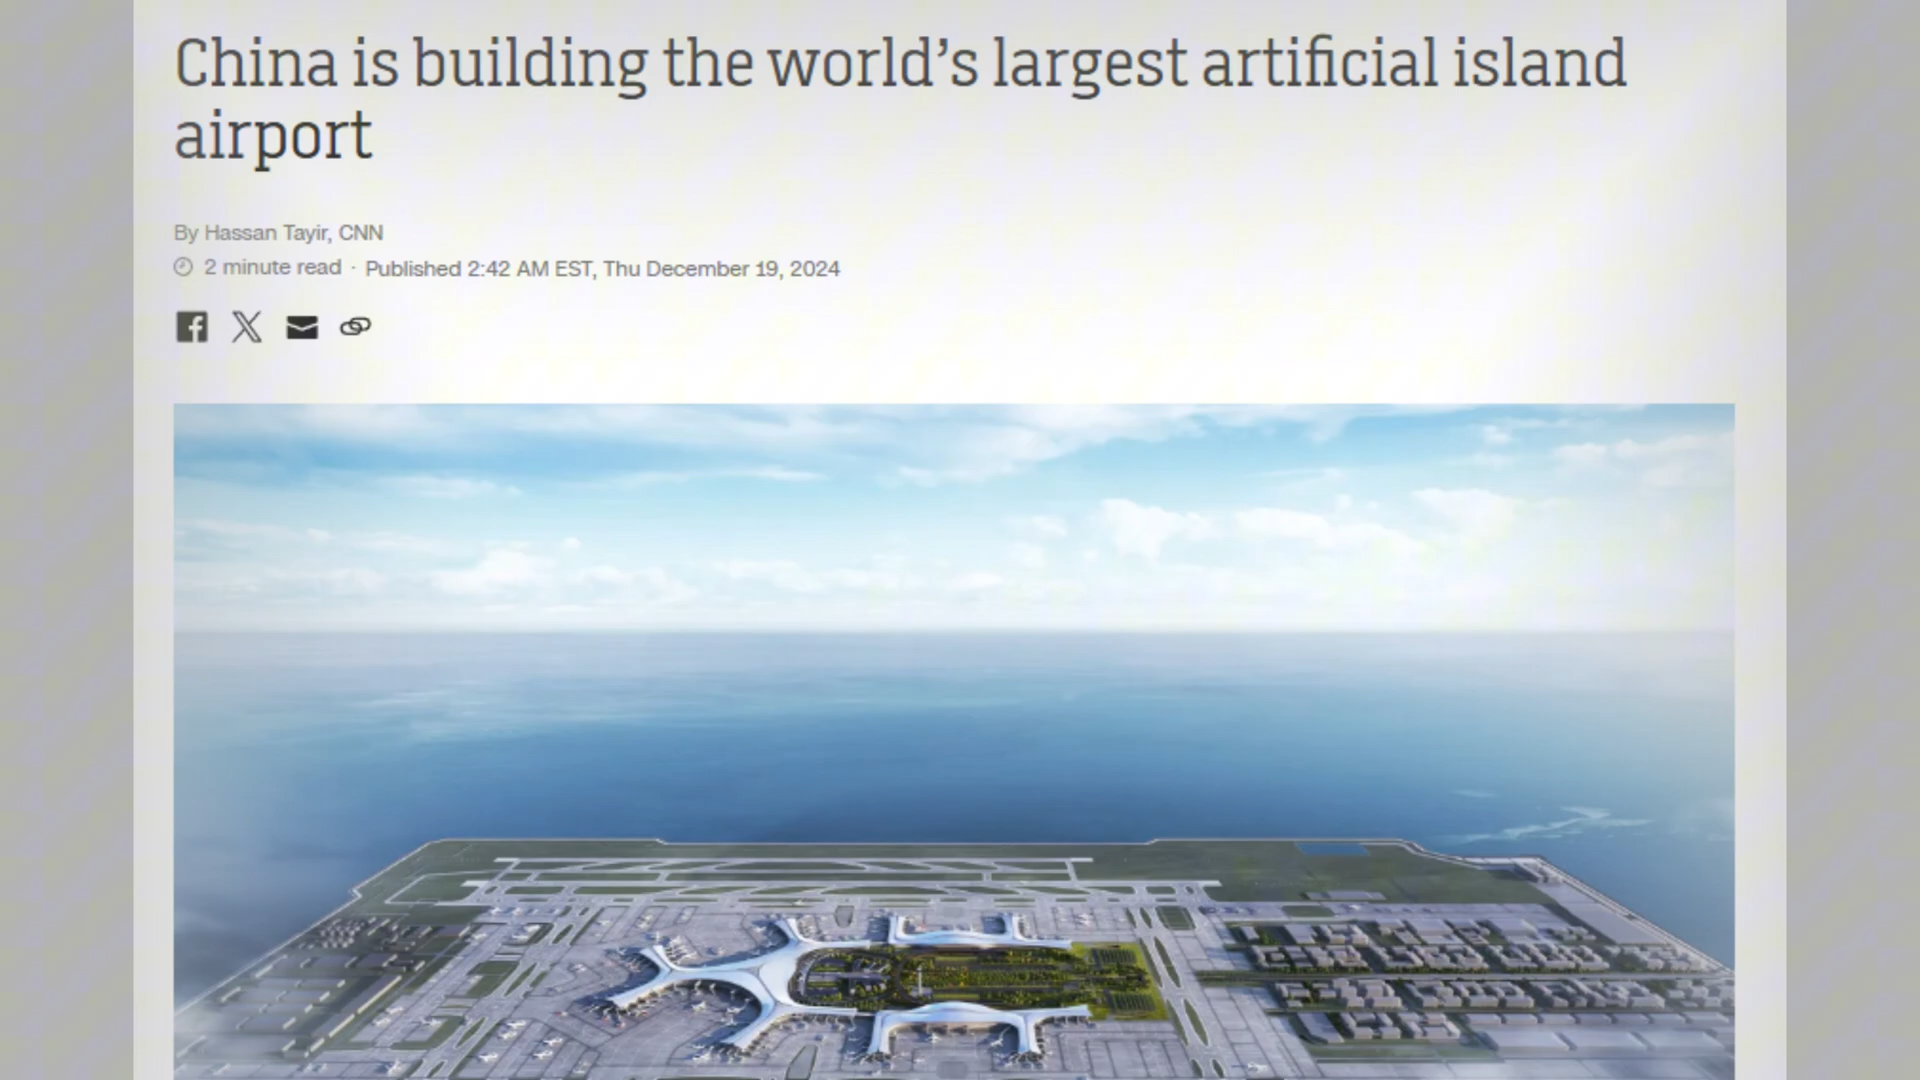 China is building the world’s largest artificial island
airport
By Hassan Tayir, CNN
2 minute read · Published 2:42 AM EST, Thu December 19, 2024